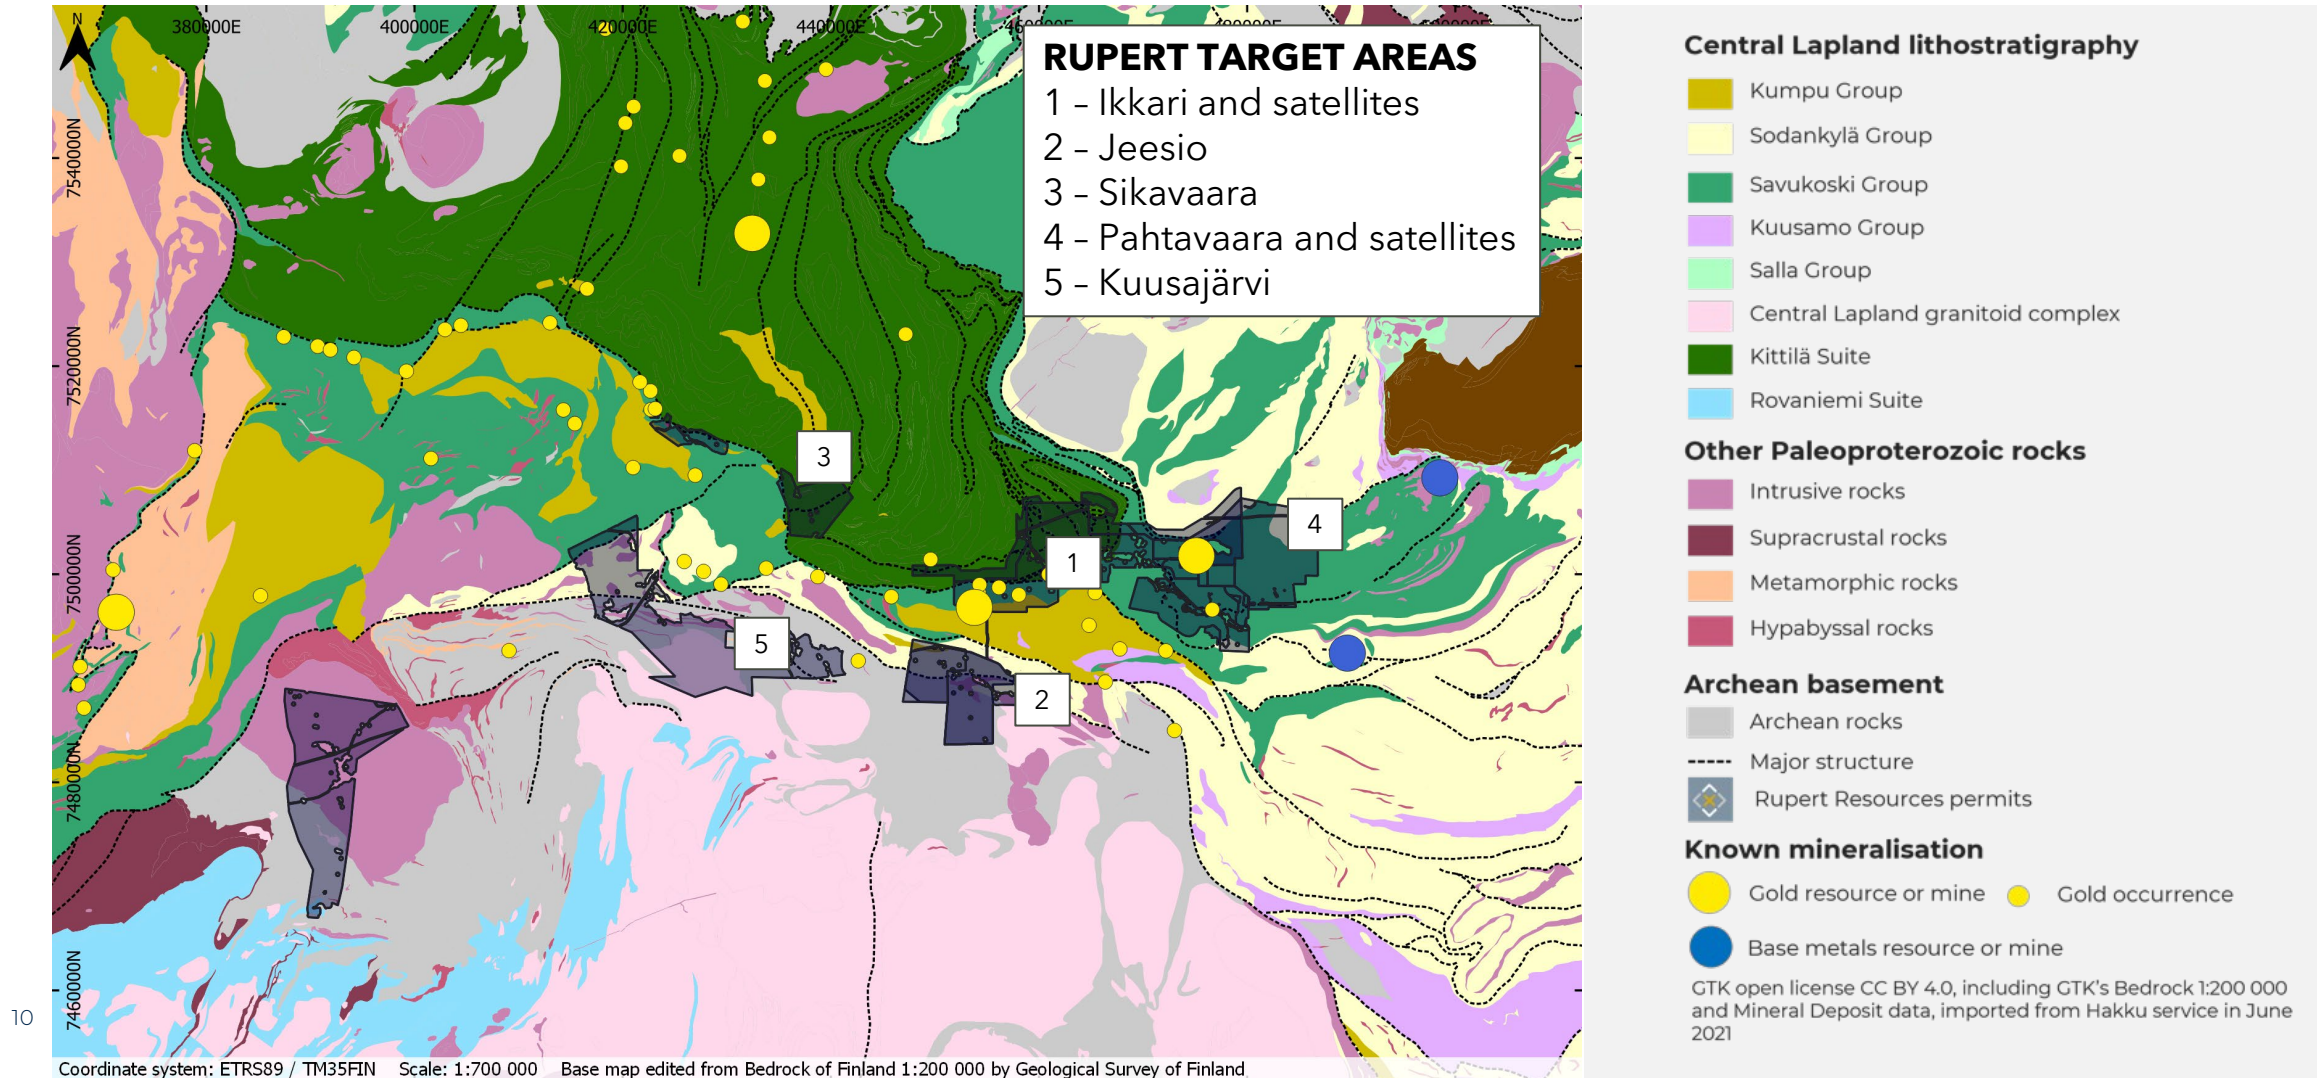 N
380000E
400000E
420000E
440000E
7540000N
7520000N
7500000N
7480000N
7460000N
RUPERT TARGET AREAS
1 – Ikkari and satellites
2 – Jeesio
3 – Sikavaara
4 – Pahtavaara and satellites
5 – Kuusajärvi
3
4
1
5
2
10
Coordinate system: ETRS89 / TM35FIN Scale: 1:700 000 Base map edited from Bedrock of Finland 1:200 000 by Geological Survey of Finland
Central Lapland lithostratigraphy
Kumpu Group
Sodankylä Group
Savukoski Group
Kuusamo Group
Salla Group
Central Lapland granitoid complex
Kittilä Suite
Rovaniemi Suite
Other Paleoproterozoic rocks
Intrusive rocks
Supracrustal rocks
Metamorphic rocks
Hypabyssal rocks
Archean basement
Archean rocks
Major structure
Rupert Resources permits
Known mineralisation
Gold resource or mine Gold occurrence
Base metals resource or mine
GTK open license CC BY 4.0, including GTK's Bedrock 1:200 000
and Mineral Deposit data, imported from Hakku service in June
2021